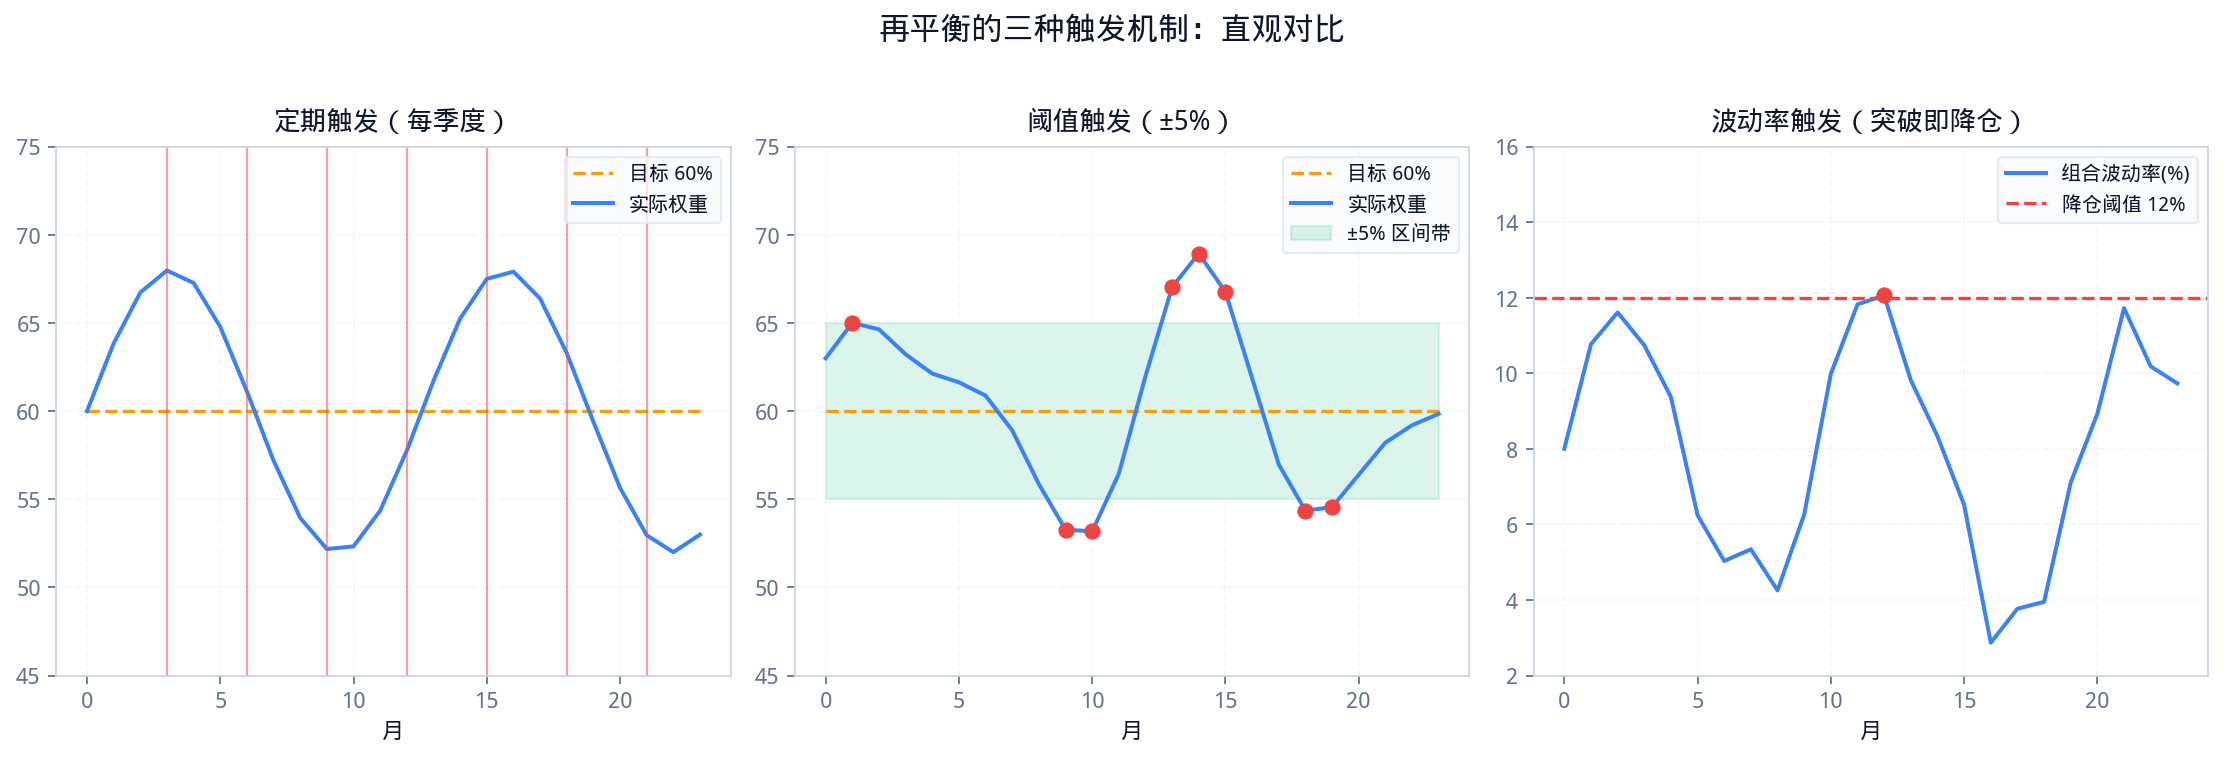 再平衡的三种触发机制：直观对比
定期触发（每季度）
目标 60%
实际权重
75
70
65
60
55
50
45
0
5
10
15
20
月
阈值触发（±5%）
目标 60%
实际权重
±5% 区间带
75
70
65
60
55
50
45
0
5
10
15
20
月
波动率触发（突破即降仓）
组合波动率(%)
降仓阈值 12%
16
14
12
10
8
6
4
2
0
5
10
15
20
月